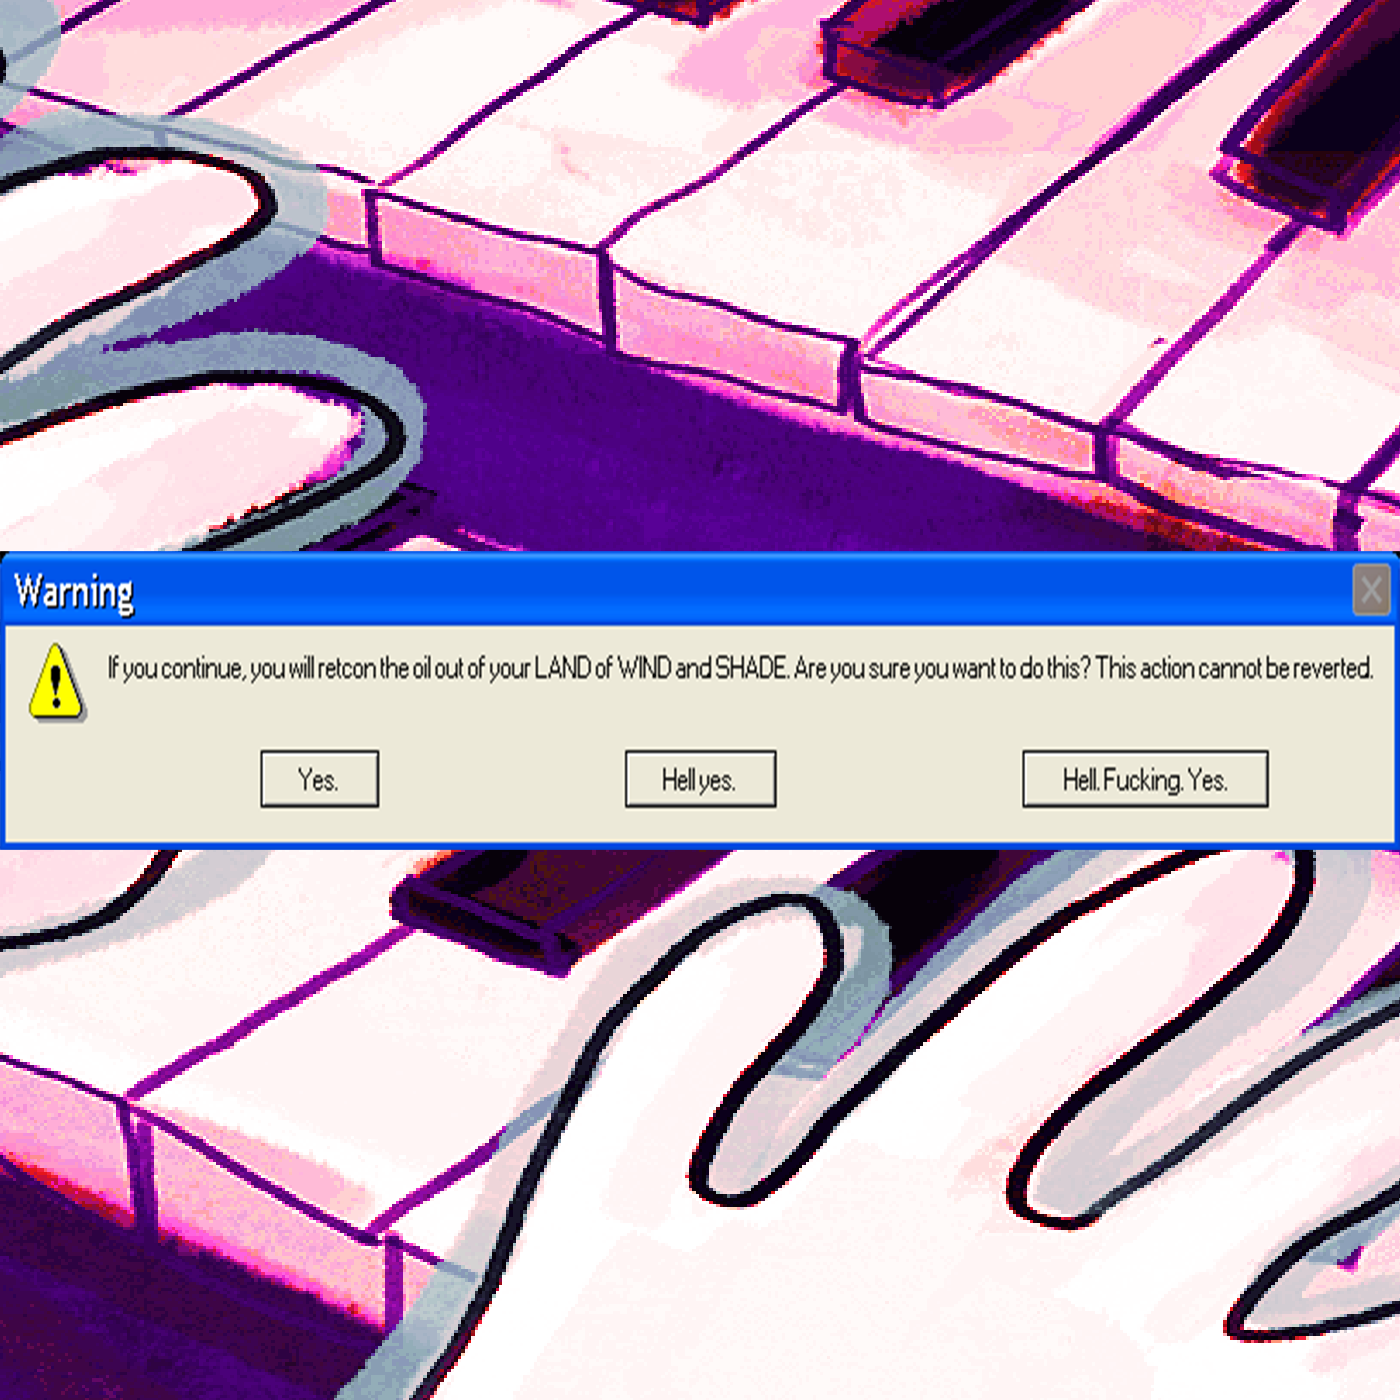 Warning
If you continue, you will retcon the oil out of your LAND of WIND and SHADE. Are you sure you want to do this? This action cannot be reverted.
Yes.
Hell yes.
Hell. Fucking. Yes.